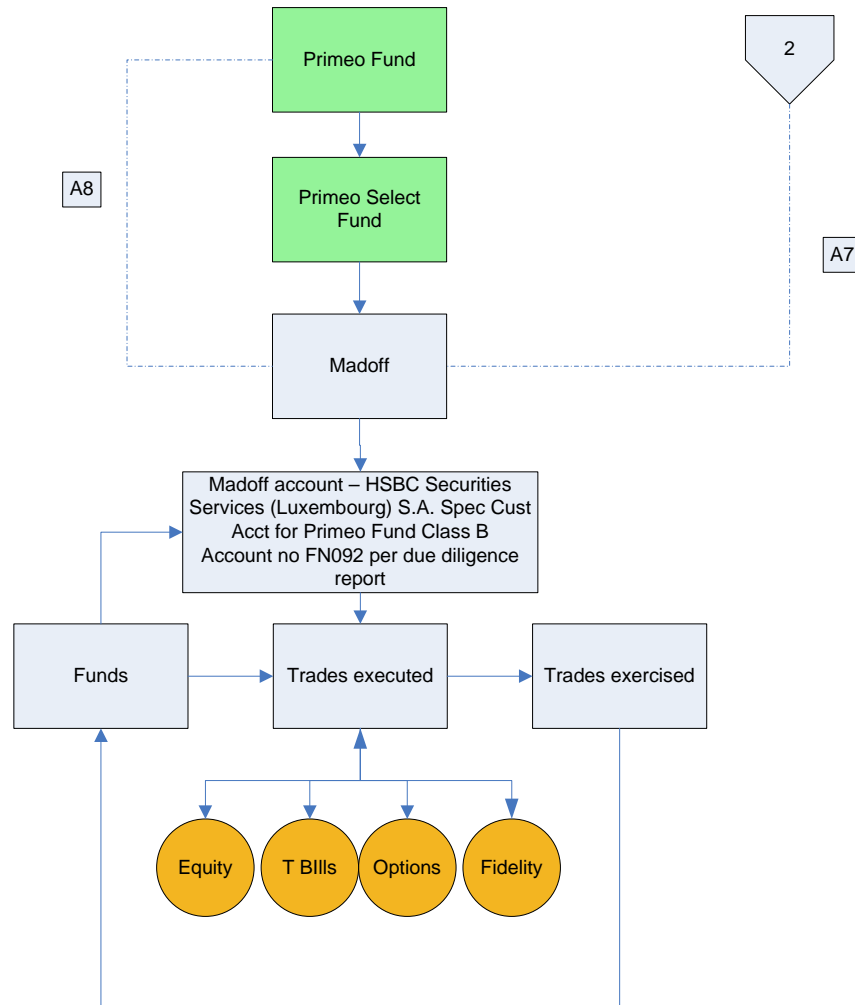 Primeo Fund
2
A8
Primeo Select
Fund
A7
Madoff
Madoff account – HSBC Securities
Services (Luxembourg) S.A. Spec Cust
Acct for Primeo Fund Class B
Account no FN092 per due diligence
report
Funds
Trades executed
Trades exercised
Equity
T BIlls
Options
Fidelity